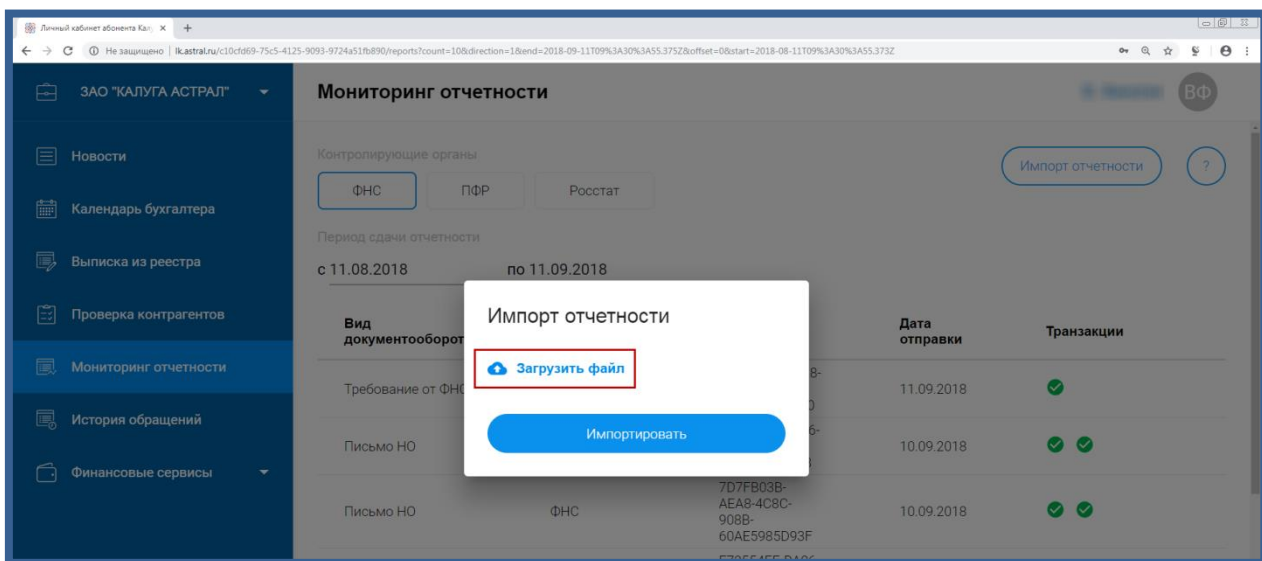 Личный кабинет абонента Кал
Не защищено | lk.astral.ru/c10cfd69-75c5-4125-9093-9724a51fb890/reports?count=10&direction=1&end=2018-09-11T09%3A30%3A55.375Z&offset=0&start=2018-08-11T09%3A30%3A55.373Z
ЗАО "КАЛУГА АСТРАЛ"
Мониторинг отчетности
ВФ
Новости
Календарь бухгалтера
Выписка из реестра
Проверка контрагентов
Мониторинг отчетности
История обращений
Финансовые сервисы
Контролирующие органы
Импорт отчетности
?
ФНС ПФР Росстат
Период сдачи отчетности
с 11.08.2018 по 11.09.2018
Импорт отчетности
Загрузить файл
Импортировать
Вид
документооборот
Дата
отправки
Транзакции
Требование от ФНС
11.09.2018
Письмо НО
10.09.2018
Письмо НО
ФНС
7D7FB03B-
AEA8-4C8C-
908B-
60AE5985D93F
10.09.2018